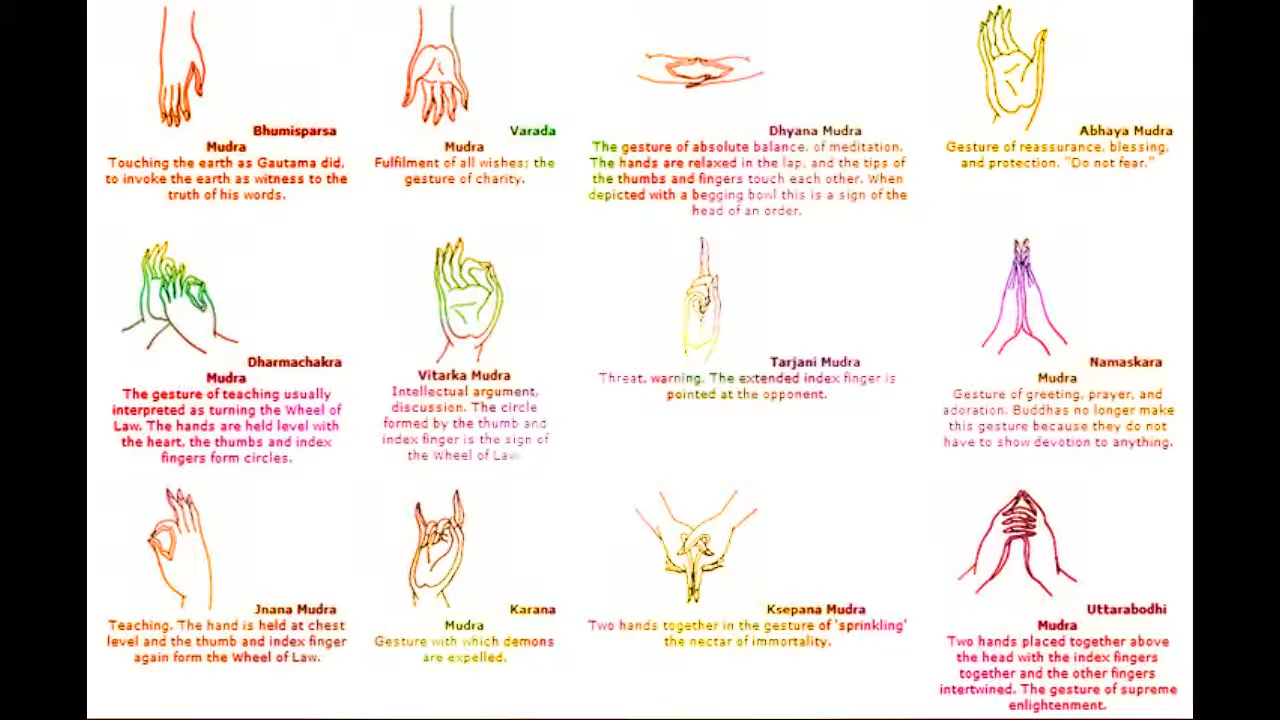 Bhumisparsa
Mudra
Touching the earth as Gautama did,
to invoke the earth as witness to the
truth of his words.
Varada
Mudra
Fulfilment of all wishes; the
gesture of charity.
Dhyana Mudra
The gesture of absolute balance, of meditation.
The hands are relaxed in the lap, and the tips of
the thumbs and fingers touch each other. When
depicted with a begging bowl this is a sign of the
head of an order.
Abhaya Mudra
Gesture of reassurance, blessing,
and protection. "Do not fear."
Dharmachakra
Mudra
The gesture of teaching usually
interpreted as turning the Wheel of
Law. The hands are held level with
the heart, the thumbs and index
fingers form circles.
Vitarka Mudra
Intellectual argument,
discussion. The circle
formed by the thumb and
index finger is the sign of
the Wheel of Law.
Tarjani Mudra
Threat, warning. The extended index finger is
pointed at the opponent.
Namaskara
Mudra
Gesture of greeting, prayer, and
adoration. Buddhas no longer make
this gesture because they do not
have to show devotion to anything.
Jnana Mudra
Teaching. The hand is held at chest
level and the thumb and index finger
again form the Wheel of Law.
Karana
Mudra
Gesture with which demons
are expelled.
Ksepana Mudra
Two hands together in the gesture of 'sprinkling'
the nectar of immortality.
Uttarabodhi
Mudra
Two hands placed together above
the head with the index fingers
together and the other fingers
intertwined. The gesture of supreme
enlightenment.